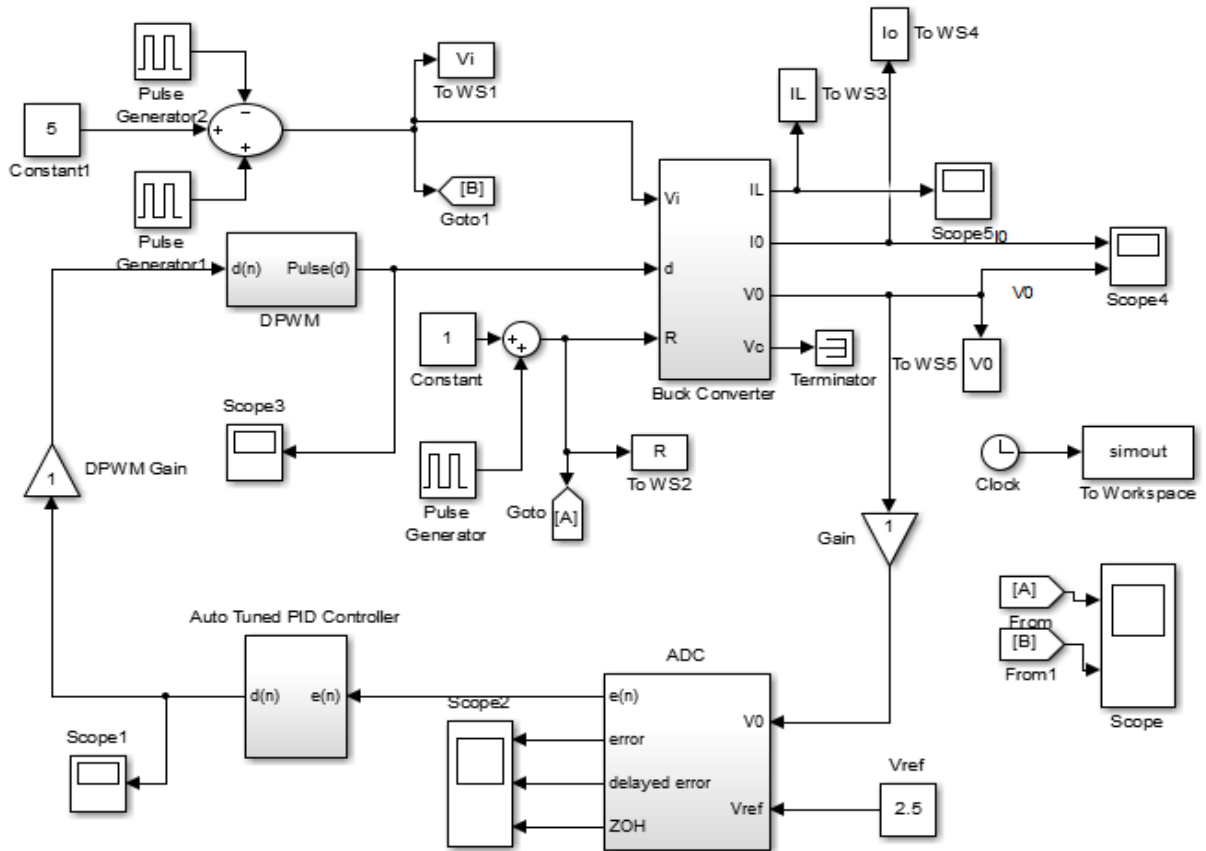 Io
To WS4
Vi
To WS1
IL
To WS3
Pulse
Generator2
5
Constant1
−
+
+
[B]
Goto1
Pulse
Generator1
Vi
d
R
IL
I0
V0
Vc
Buck Converter
Scope5
I0
V0
Scope4
d(n)
Pulse(d)
DPWM
1
Constant
+
+
Terminator
To WS5
V0
Scope3
1
DPWM Gain
Pulse
Generator
Goto
[A]
R
To WS2
Clock
simout
To Workspace
Gain
1
[A]
From
[B]
From1
Scope
Auto Tuned PID Controller
d(n)
e(n)
Scope1
Scope2
ADC
e(n)
error
delayed error
ZOH
V0
Vref
Vref
2.5